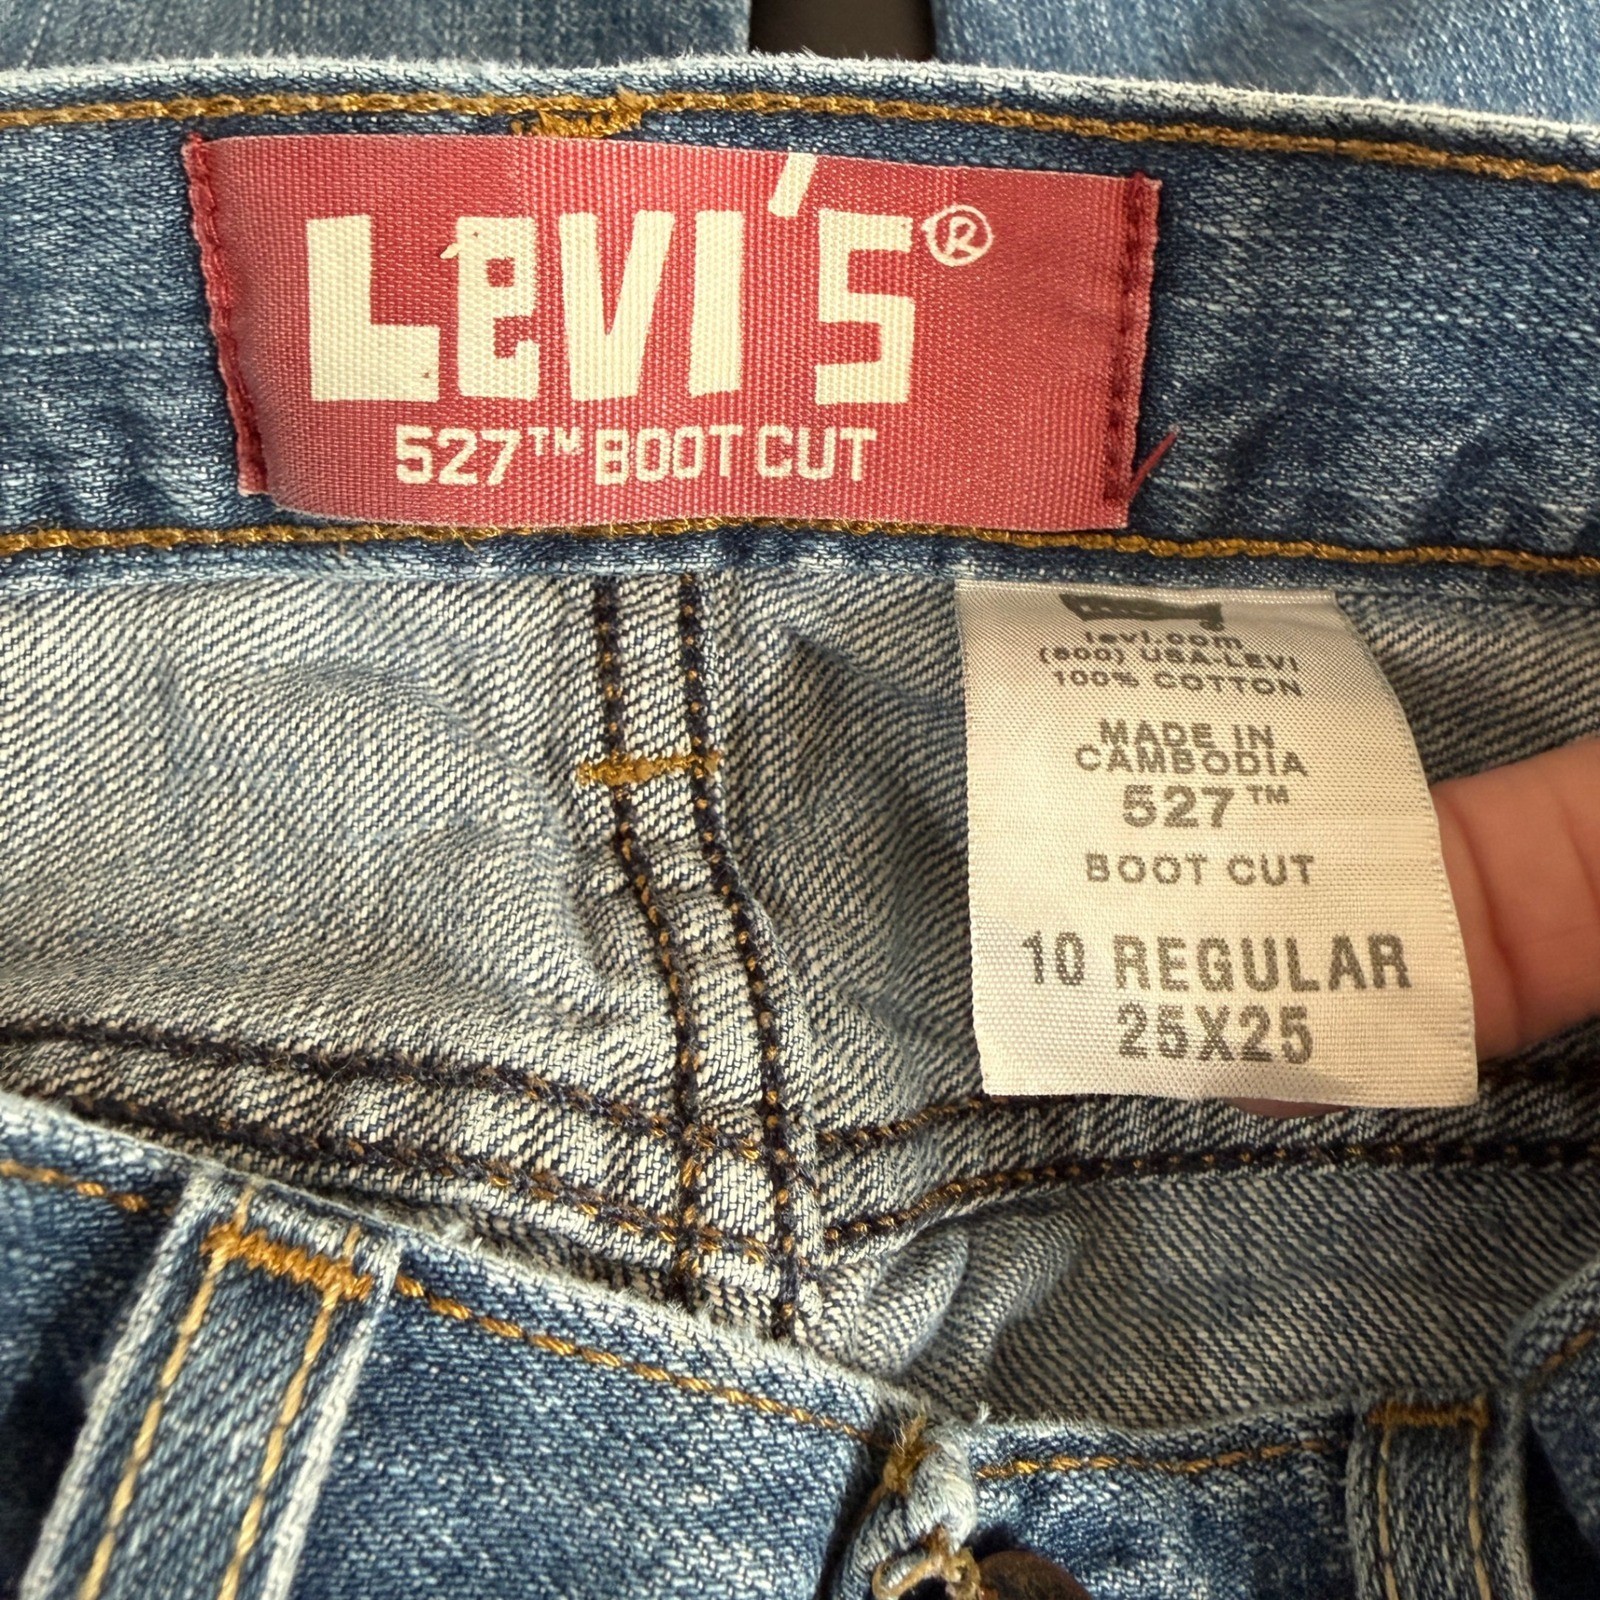 LeVI'S®
527™ BOOT CUT
levi.com
(800) USA-LEVI
100% COTTON
MADE IN
CAMBODIA
527™
BOOT CUT
10 REGULAR
25X25